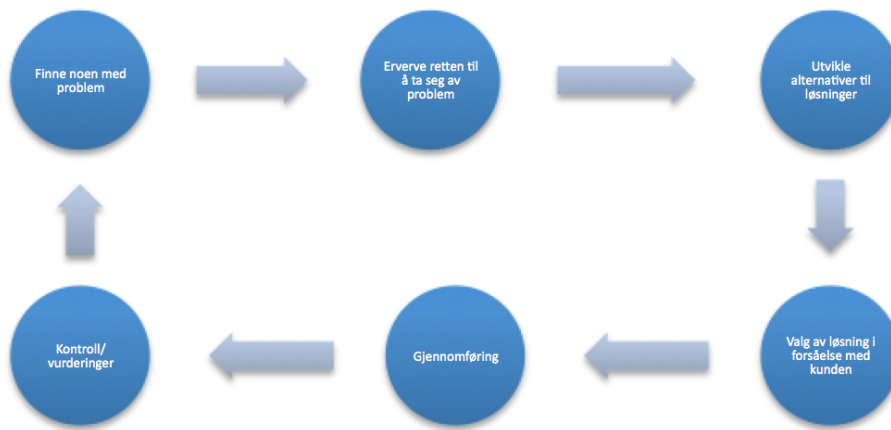 Finne noen med
problem
Erverve retten til
å ta seg av
problem
Utvikle
alternativer til
løsninger
Valg av løsning i
forsåelse med
kunden
Gjennomføring
Kontroll/
vurderinger